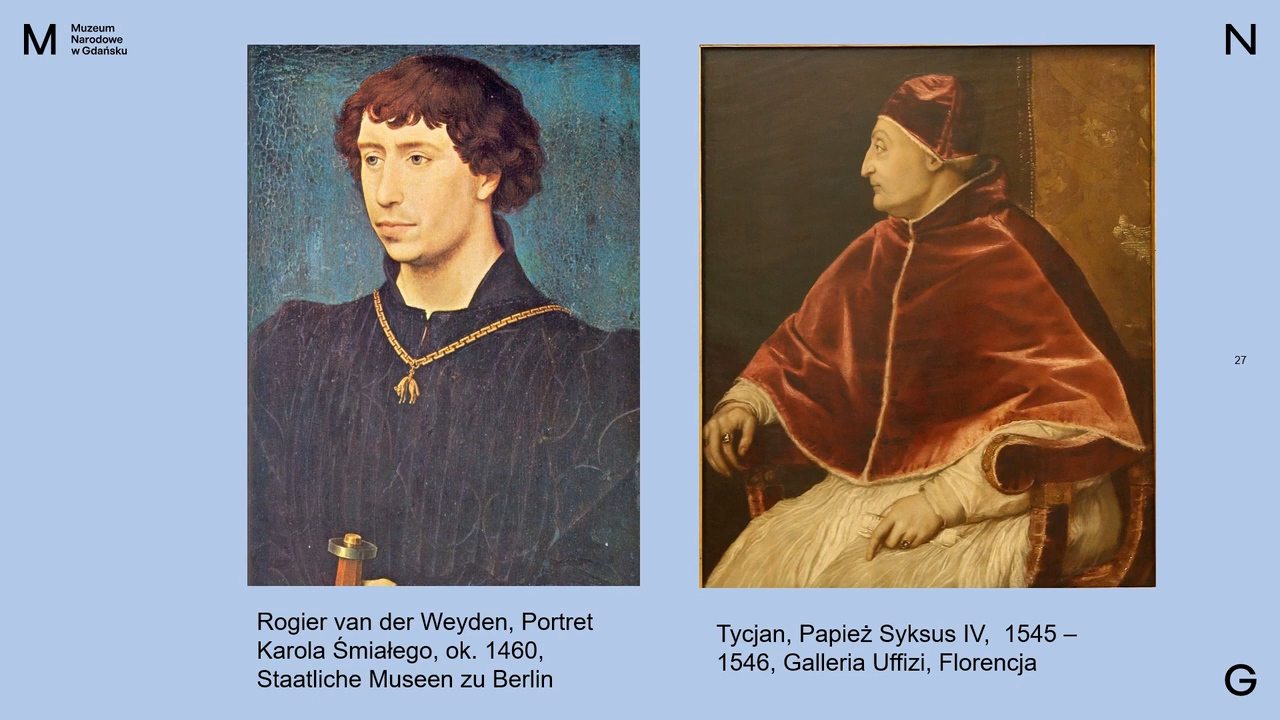 M
Muzeum
Narodowe
w Gdańsku
N
27
Rogier van der Weyden, Portret
Karola Śmiałego, ok. 1460,
Staatliche Museen zu Berlin
Tycjan, Papież Syksus IV,  1545 –
1546, Galleria Uffizi, Florencja
G